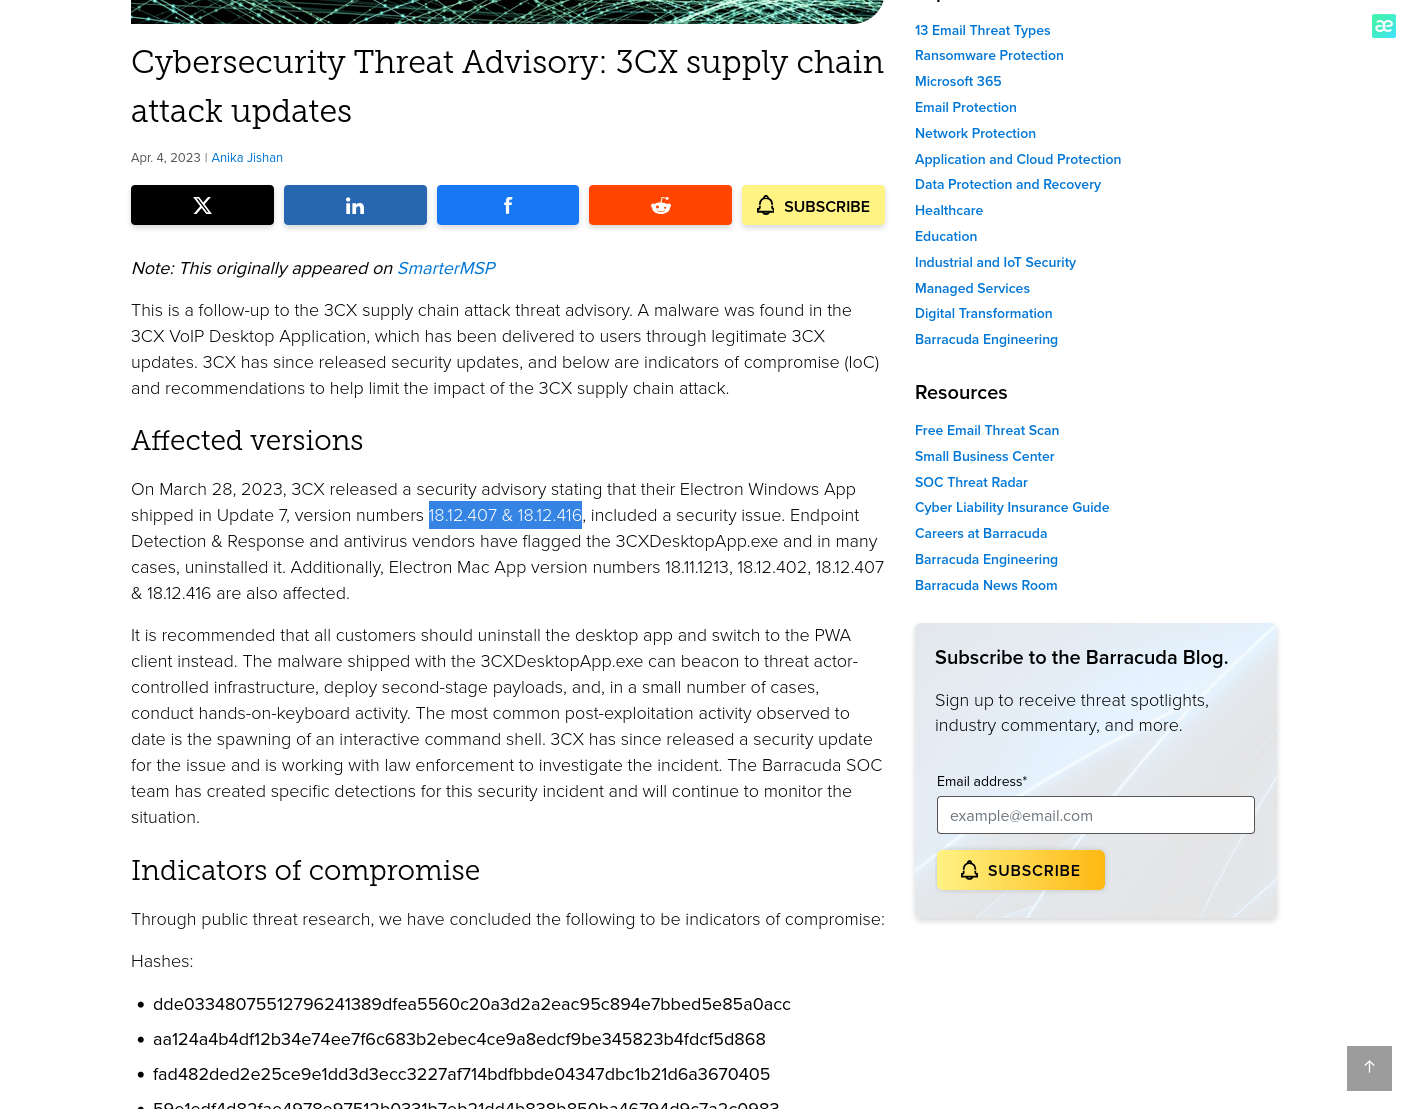 Cybersecurity Threat Advisory: 3CX supply chain
attack updates
Apr. 4, 2023 | Anika Jishan
SUBSCRIBE
Note: This originally appeared on SmarterMSP
This is a follow-up to the 3CX supply chain attack threat advisory. A malware was found in the
3CX VoIP Desktop Application, which has been delivered to users through legitimate 3CX
updates. 3CX has since released security updates, and below are indicators of compromise (IoC)
and recommendations to help limit the impact of the 3CX supply chain attack.
Affected versions
On March 28, 2023, 3CX released a security advisory stating that their Electron Windows App
shipped in Update 7, version numbers 18.12.407 & 18.12.416, included a security issue. Endpoint
Detection & Response and antivirus vendors have flagged the 3CXDesktopApp.exe and in many
cases, uninstalled it. Additionally, Electron Mac App version numbers 18.11.1213, 18.12.402, 18.12.407
& 18.12.416 are also affected.
It is recommended that all customers should uninstall the desktop app and switch to the PWA
client instead. The malware shipped with the 3CXDesktopApp.exe can beacon to threat actor-
controlled infrastructure, deploy second-stage payloads, and, in a small number of cases,
conduct hands-on-keyboard activity. The most common post-exploitation activity observed to
date is the spawning of an interactive command shell. 3CX has since released a security update
for the issue and is working with law enforcement to investigate the incident. The Barracuda SOC
team has created specific detections for this security incident and will continue to monitor the
situation.
Indicators of compromise
Through public threat research, we have concluded the following to be indicators of compromise:
Hashes:
• dde03348075512796241389dfea5560c20a3d2a2eac95c894e7bbed5e85a0acc
• aa124a4b4df12b34e74ee7f6c683b2ebec4ce9a8edcf9be345823b4fdcf5d868
• fad482ded2e25ce9e1dd3d3ecc3227af714bdfbbde04347dbc1b21d6a3670405
• 59e1edf4d82fae4978e97512b0331b7eb21dd4b838b850ba46794d9c7a2c0983
13 Email Threat Types
Ransomware Protection
Microsoft 365
Email Protection
Network Protection
Application and Cloud Protection
Data Protection and Recovery
Healthcare
Education
Industrial and IoT Security
Managed Services
Digital Transformation
Barracuda Engineering
Resources
Free Email Threat Scan
Small Business Center
SOC Threat Radar
Cyber Liability Insurance Guide
Careers at Barracuda
Barracuda Engineering
Barracuda News Room
Subscribe to the Barracuda Blog.
Sign up to receive threat spotlights,
industry commentary, and more.
Email address*
example@email.com
SUBSCRIBE
æ